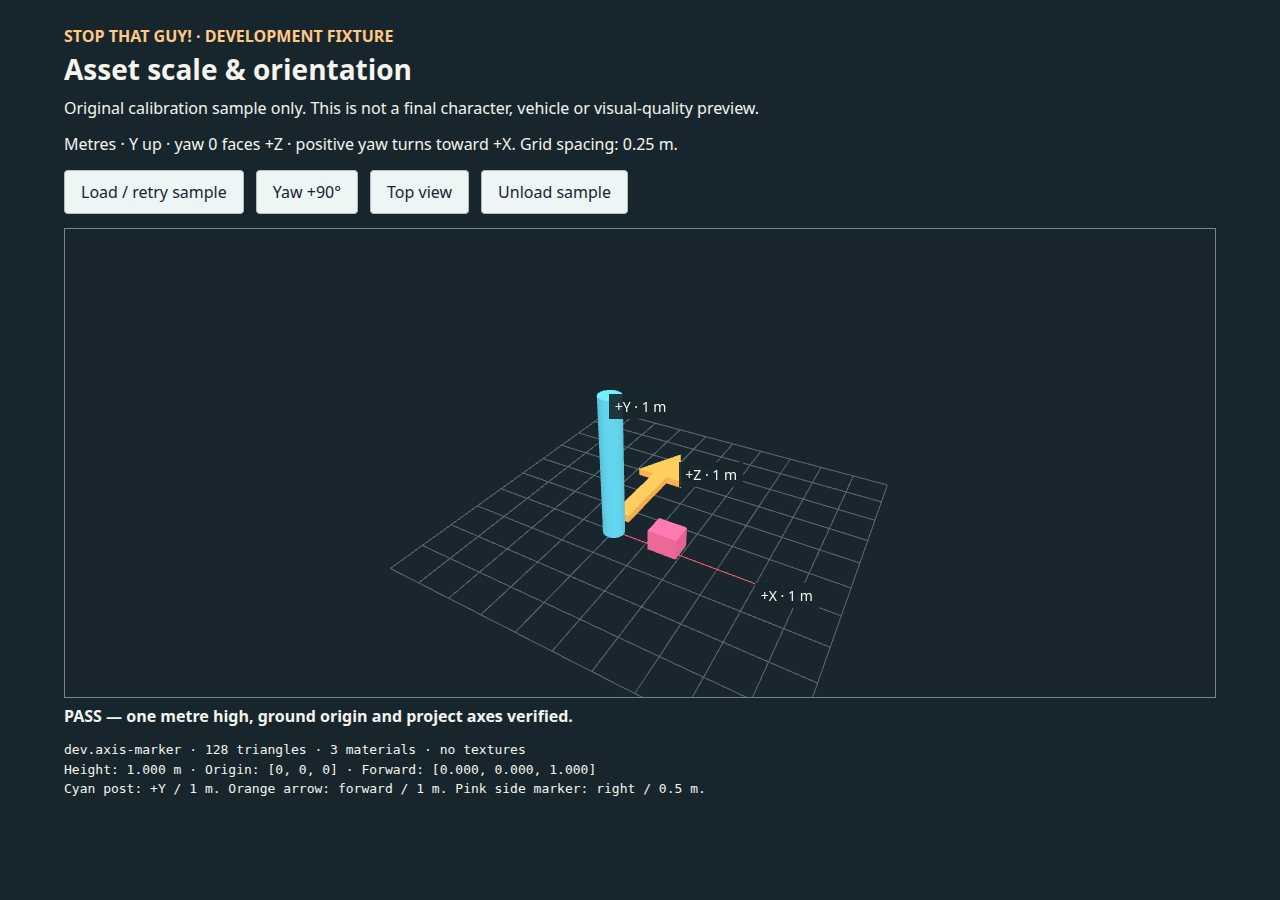 STOP THAT GUY! · DEVELOPMENT FIXTURE
Asset scale & orientation
Original calibration sample only. This is not a final character, vehicle or visual-quality preview.
Metres · Y up · yaw 0 faces +Z · positive yaw turns toward +X. Grid spacing: 0.25 m.
Load / retry sample
Yaw +90°
Top view
Unload sample
+Y · 1 m
+Z · 1 m
+X · 1 m
PASS — one metre high, ground origin and project axes verified.
dev.axis-marker · 128 triangles · 3 materials · no textures
Height: 1.000 m · Origin: [0, 0, 0] · Forward: [0.000, 0.000, 1.000]
Cyan post: +Y / 1 m. Orange arrow: forward / 1 m. Pink side marker: right / 0.5 m.